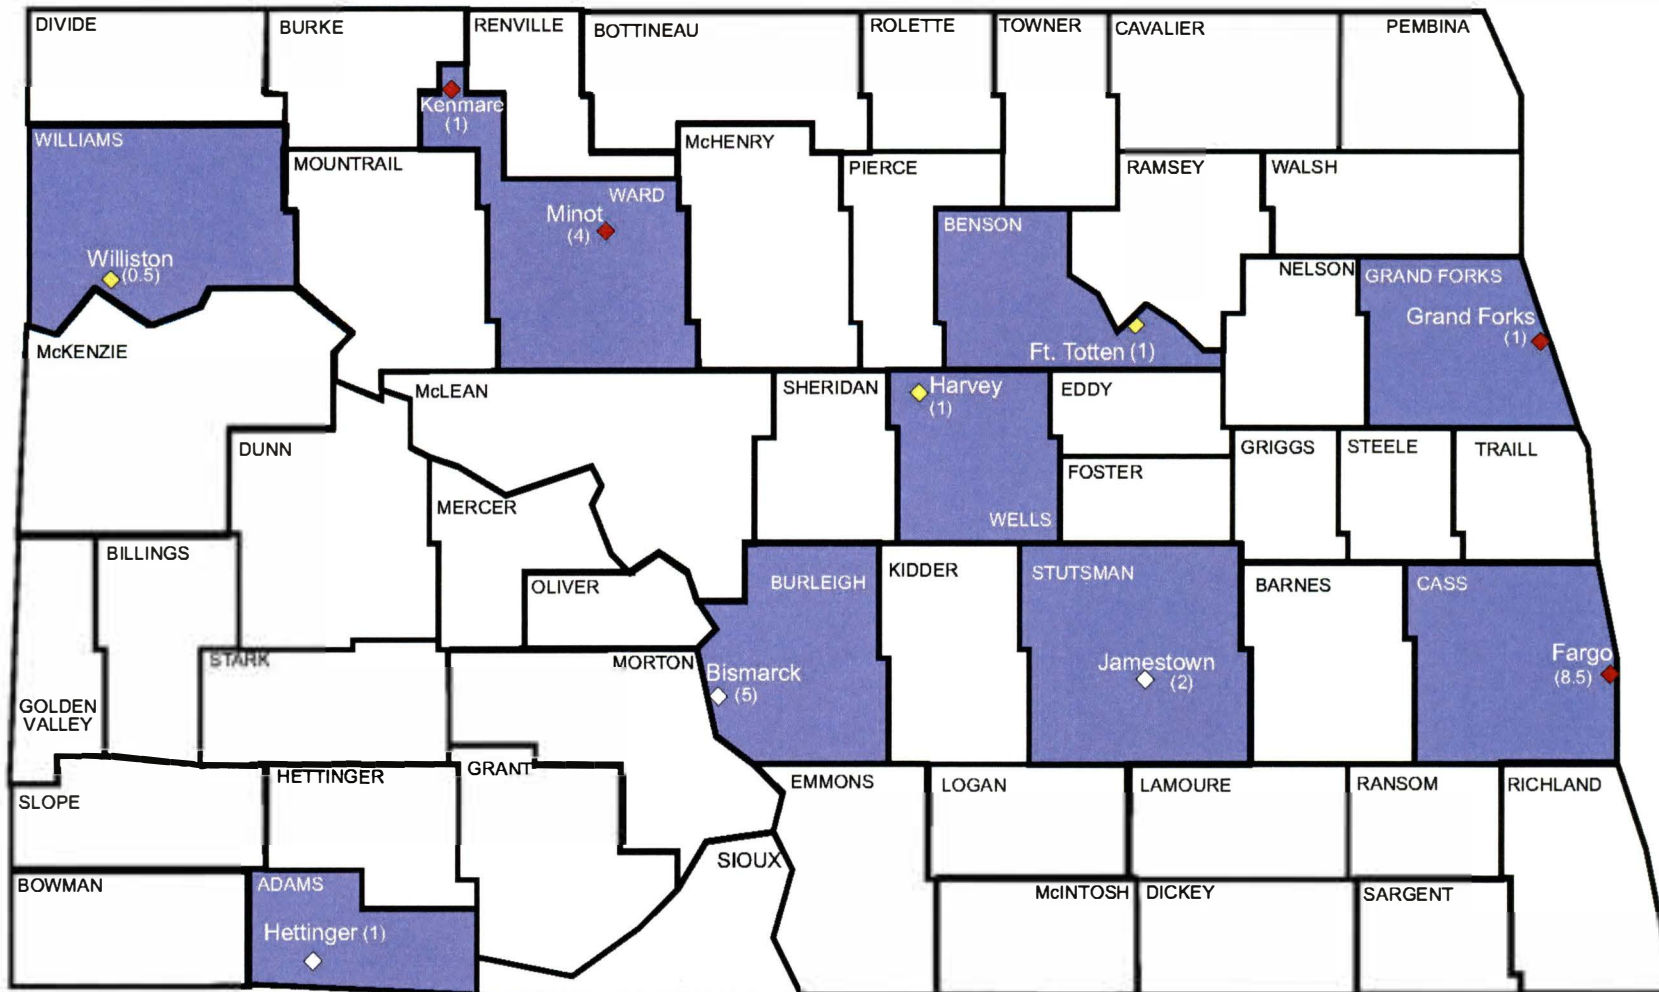 DIVIDE
BURKE
RENVILLE
BOTTINEAU
ROLETTE
TOWNER
CAVALIER
PEMBINA
Kenmare
(1)
WILLIAMS
MOUNTRAIL
McHENRY
PIERCE
RAMSEY
WALSH
WARD
Minot
(4)
BENSON
Williston
(0.5)
NELSON
GRAND FORKS
Grand Forks
(1)
Ft. Totten (1)
McKENZIE
McLEAN
SHERIDAN
Harvey
(1)
EDDY
DUNN
GRIGGS
STEELE
TRAILL
FOSTER
MERCER
WELLS
BILLINGS
OLIVER
BURLEIGH
KIDDER
STUTSMAN
BARNES
CASS
STARK
MORTON
Bismarck
(5)
Jamestown
(2)
Fargo
(8.5)
GOLDEN
VALLEY
HETTINGER
GRANT
EMMONS
LOGAN
LAMOURE
RANSOM
RICHLAND
SLOPE
SIOUX
BOWMAN
ADAMS
McINTOSH
DICKEY
SARGENT
Hettinger (1)